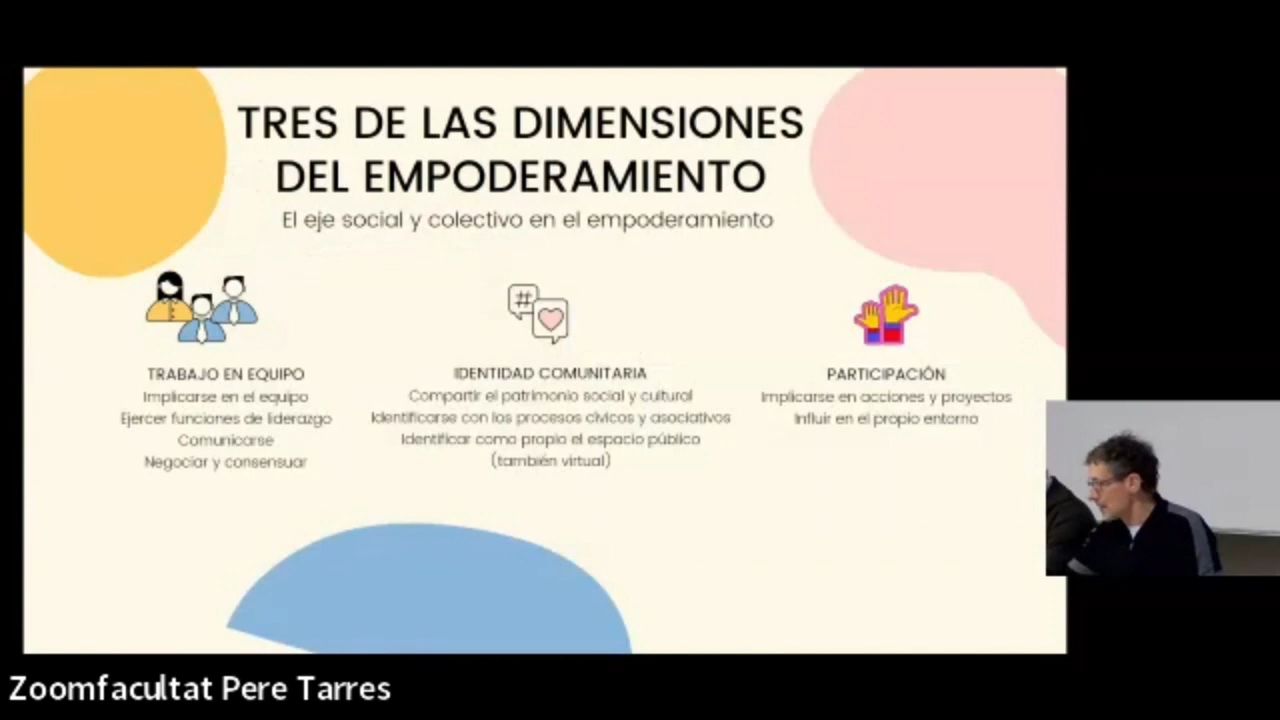 TRES DE LAS DIMENSIONES
DEL EMPODERAMIENTO
El eje social y colectivo en el empoderamiento
#
TRABAJO EN EQUIPO
Implicarse en el equipo
Ejercer funciones de liderazgo
Comunicarse
Negociar y consensuar
IDENTIDAD COMUNITARIA
Compartir el patrimonio social y cultural
Identificarse con los procesos cívicos y asociativos
Identificar como propio el espacio público
(también virtual)
PARTICIPACIÓN
Implicarse en acciones y proyectos
Influir en el propio entorno
Zoomfacultat Pere Tarres